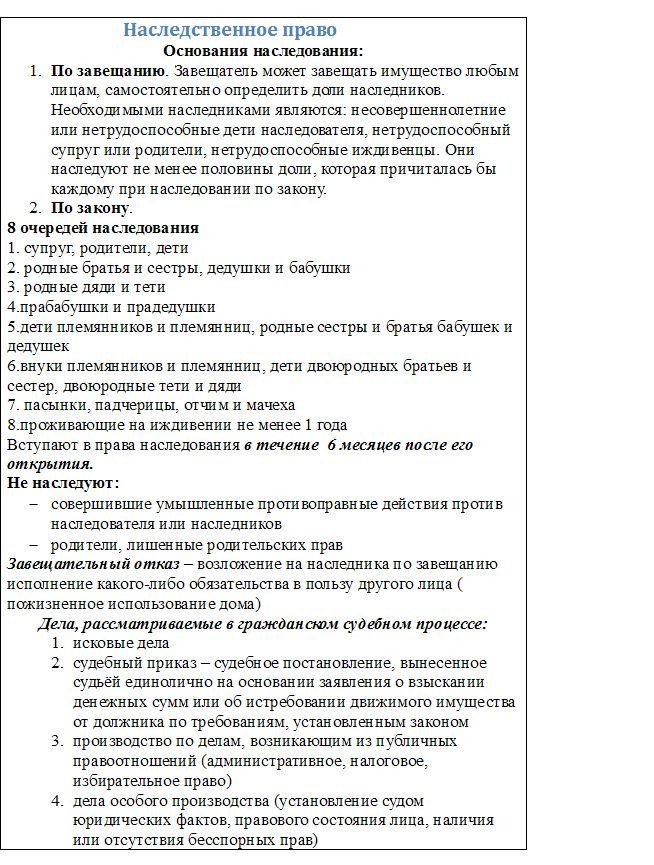 Наследственное право
Основания наследования:
1. По завещанию. Завещатель может завещать имущество любым
лицам, самостоятельно определить доли наследников.
Необходимыми наследниками являются: несовершеннолетние
или нетрудоспособные дети наследователя, нетрудоспособный
супруг или родители, нетрудоспособные иждивенцы. Они
наследуют не менее половины доли, которая причиталась бы
каждому при наследовании по закону.
2. По закону.
8 очередей наследования
1. супруг, родители, дети
2. родные братья и сестры, дедушки и бабушки
3. родные дяди и тети
4.прабабушки и прадедушки
5.дети племянников и племянниц, родные сестры и братья бабушек и
дедушек
6.внуки племянников и племянниц, дети двоюродных братьев и
сестер, двоюродные тети и дяди
7. пасынки, падчерицы, отчим и мачеха
8.проживающие на иждивении не менее 1 года
Вступают в права наследования в течение 6 месяцев после его
открытия.
Не наследуют:
– совершившие умышленные противоправные действия против
наследователя или наследников
– родители, лишенные родительских прав
Завещательный отказ – возложение на наследника по завещанию
исполнение какого-либо обязательства в пользу другого лица (
пожизненное использование дома)
Дела, рассматриваемые в гражданском судебном процессе:
1. исковые дела
2. судебный приказ – судебное постановление, вынесенное
судьёй единолично на основании заявления о взыскании
денежных сумм или об истребовании движимого имущества
от должника по требованиям, установленным законом
3. производство по делам, возникающим из публичных
правоотношений (административное, налоговое,
избирательное право)
4. дела особого производства (установление судом
юридических фактов, правового состояния лица, наличия
или отсутствия бесспорных прав)